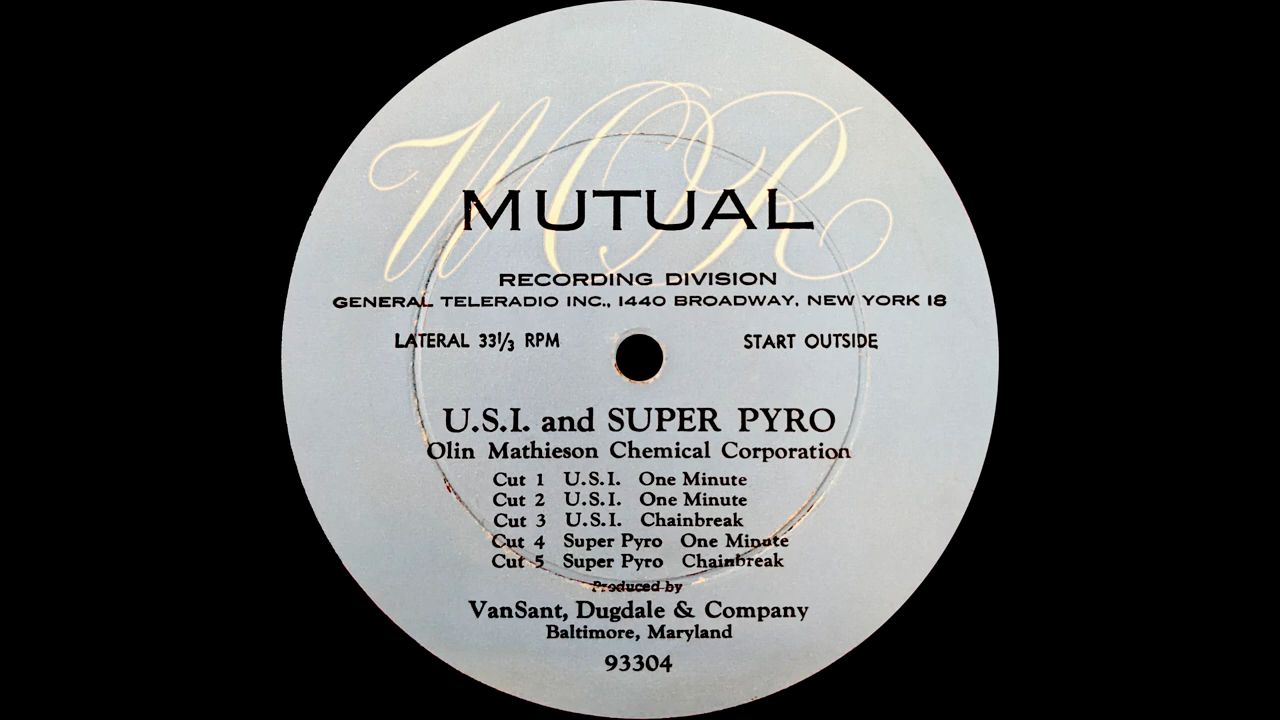 WOR
MUTUAL
RECORDING DIVISION
GENERAL TELERADIO INC., 1440 BROADWAY, NEW YORK 18
LATERAL 33⅓ RPM START OUTSIDE
U.S.I. and SUPER PYRO
Olin Mathieson Chemical Corporation
Cut 1 U.S.I. One Minute
Cut 2 U.S.I. One Minute
Cut 3 U.S.I. Chainbreak
Cut 4 Super Pyro One Minute
Cut 5 Super Pyro Chainbreak
Produced by
VanSant, Dugdale & Company
Baltimore, Maryland
93304